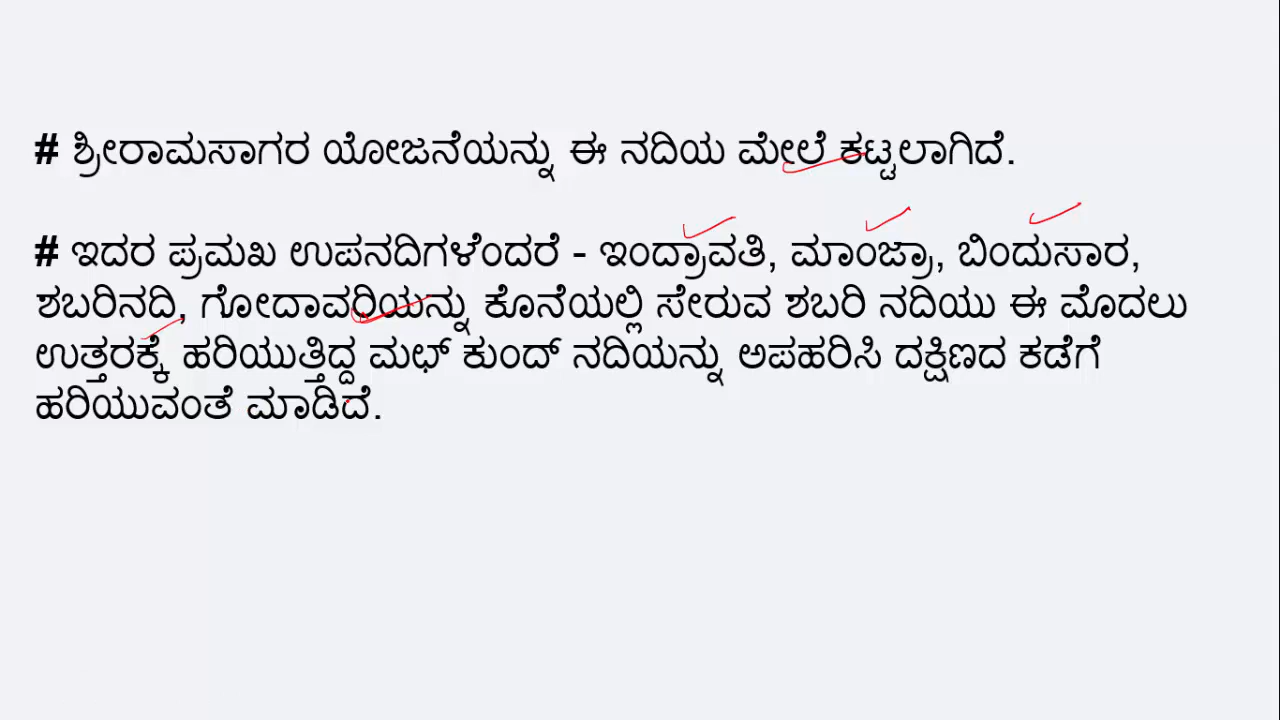 # ಶ್ರೀರಾಮಸಾಗರ ಯೋಜನೆಯನ್ನು ಈ ನದಿಯ ಮೇಲೆ ಕಟ್ಟಲಾಗಿದೆ.
# ಇದರ ಪ್ರಮಖ ಉಪನದಿಗಳೆಂದರೆ - ಇಂದ್ರಾವತಿ, ಮಾಂಜ್ರಾ, ಬಿಂದುಸಾರ,
ಶಬರಿನದಿ, ಗೋದಾವರಿಯನ್ನು ಕೊನೆಯಲ್ಲಿ ಸೇರುವ ಶಬರಿ ನದಿಯು ಈ ಮೊದಲು
ಉತ್ತರಕ್ಕೆ ಹರಿಯುತ್ತಿದ್ದ ಮಛ್ ಕುಂದ್ ನದಿಯನ್ನು ಅಪಹರಿಸಿ ದಕ್ಷಿಣದ ಕಡೆಗೆ
ಹರಿಯುವಂತೆ ಮಾಡಿದೆ.